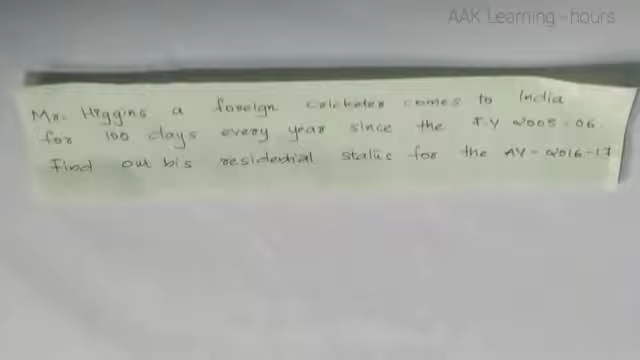 AAK Learning - hours
Mr. Higgins a foreign cricketer comes to India
for 100 days every year since the F.Y 2005-06.
Find out his residential status for the AY - 2016-17